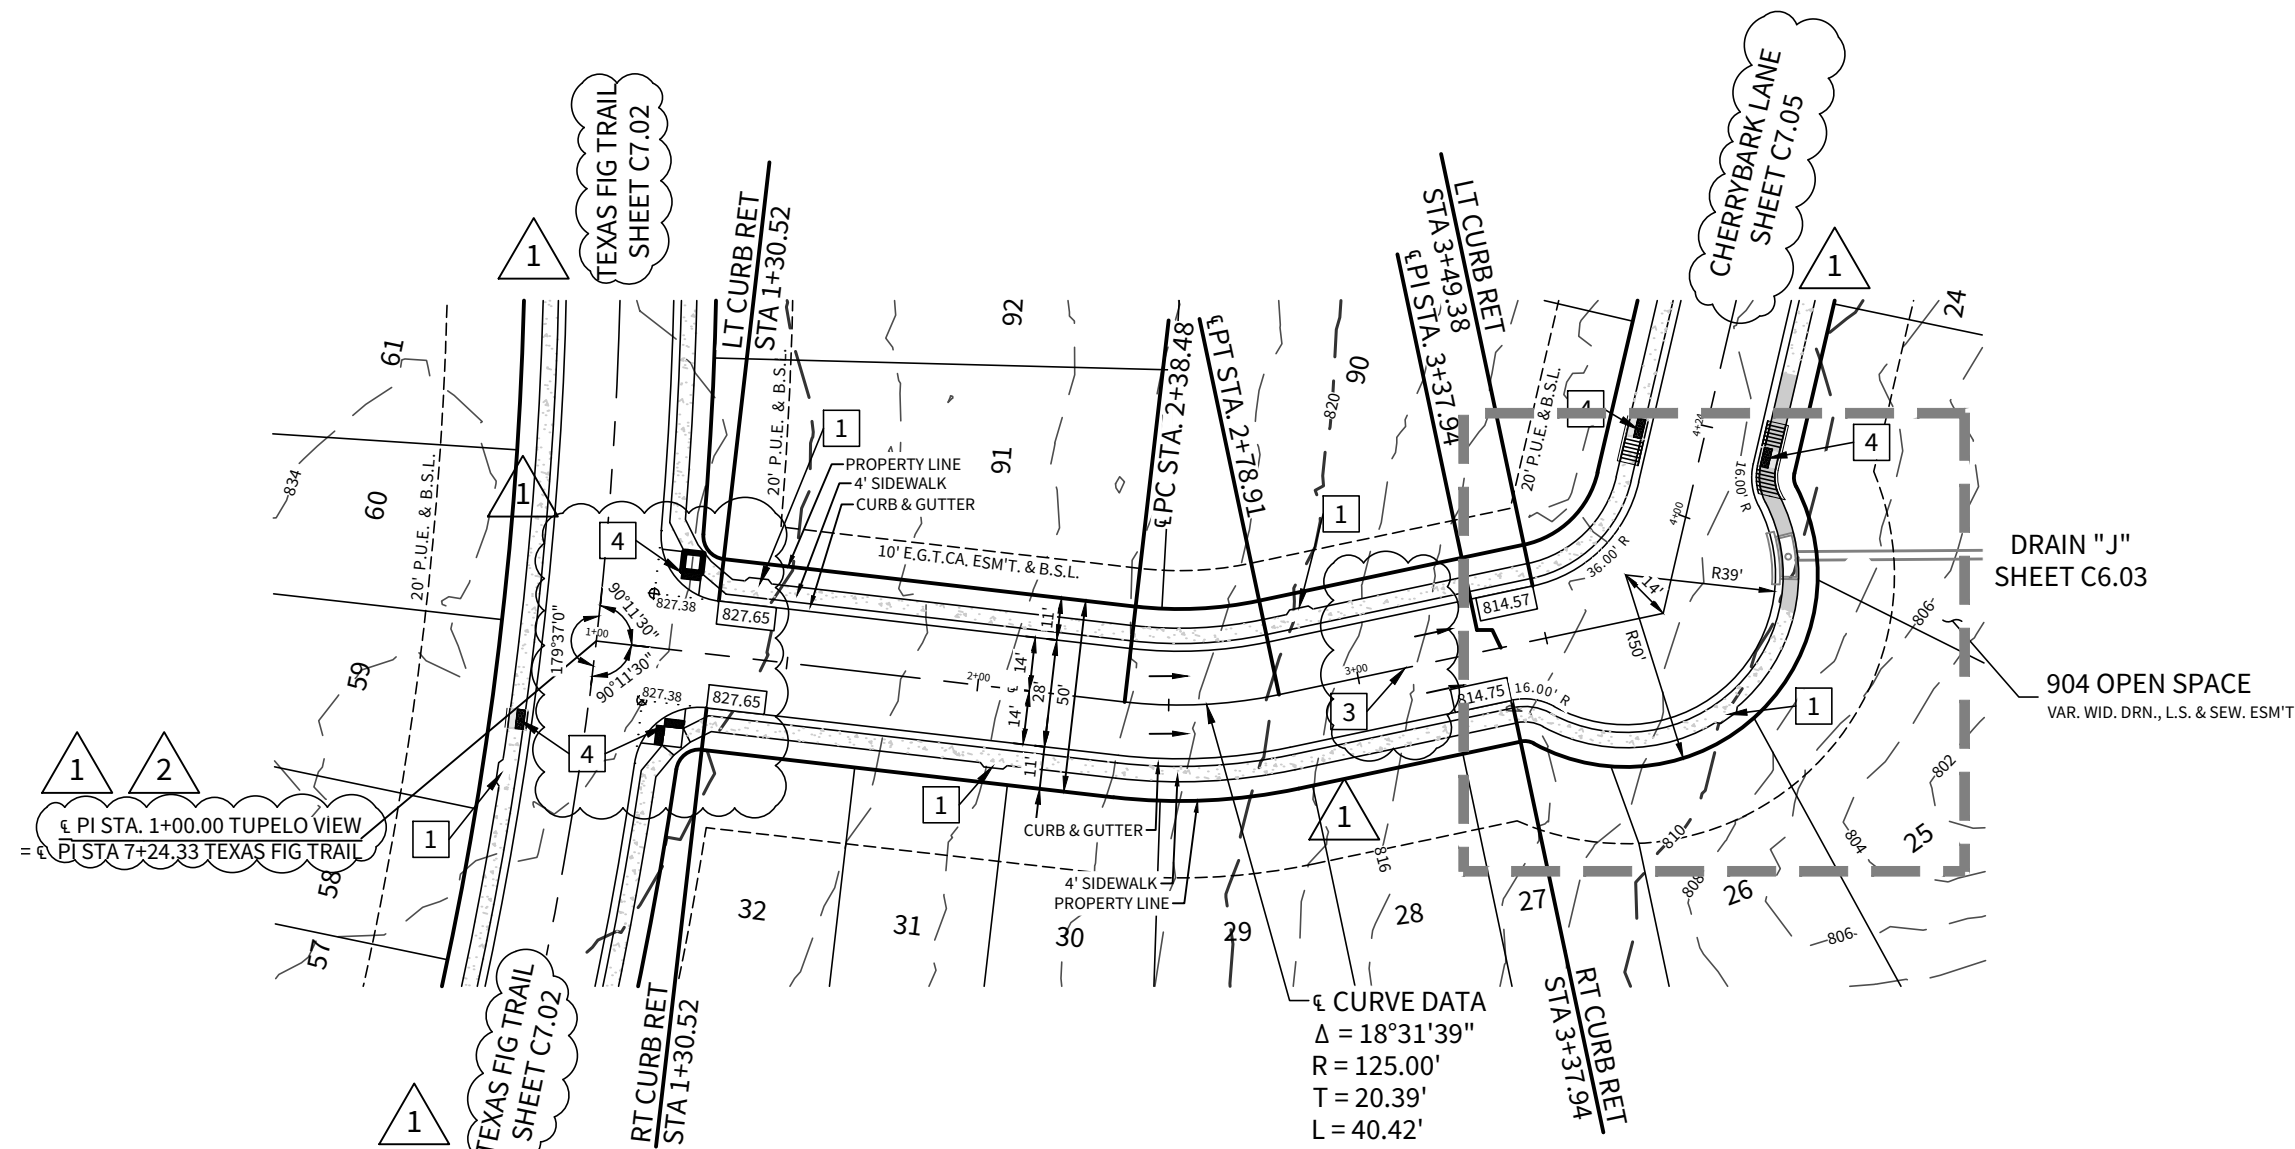 TEXAS FIG TRAIL
SHEET C7.02
CHERRYBARK LANE
SHEET C7.05
1
1
LT CURB RET
STA 1+30.52
LT CURB RET
STA 3+49.38
℄ PI STA. 3+37.94
℄ PC STA. 2+38.48
℄ PT STA. 2+78.91
61
92
90
24
820
20' P.U.E. & B.S.L.
20' P.U.E. & B.S.L.
20' P.U.E. & B.S.L.
4
4+24
4
1
91
PROPERTY LINE
4' SIDEWALK
CURB & GUTTER
834
60
1
4
1
16.00' R
4+00
10' E.G.T.CA. ESM'T. & B.S.L.
36.00' R
DRAIN "J"
SHEET C6.03
R39'
14'
R50'
814.57
806
90°11'30"
827.38
827.65
179°37'0"
1+00
90°11'30"
827.38
827.65
11'
14'
℄
14'
28'
50'
11'
2+00
3+00
3
814.75
16.00' R
1
59
904 OPEN SPACE
VAR. WID. DRN., L.S. & SEW. ESM'T
4
1
2
℄ PI STA. 1+00.00 TUPELO VIEW
= ℄ PI STA 7+24.33 TEXAS FIG TRAIL
1
1
CURB & GUTTER
1
816
810
802
804
25
58
4' SIDEWALK
PROPERTY LINE
808
26
27
28
29
30
31
32
806
57
TEXAS FIG TRAIL
SHEET C7.02
1
RT CURB RET
STA 1+30.52
RT CURB RET
STA 3+37.94
℄ CURVE DATA
Δ = 18°31'39"
R = 125.00'
T = 20.39'
L = 40.42'